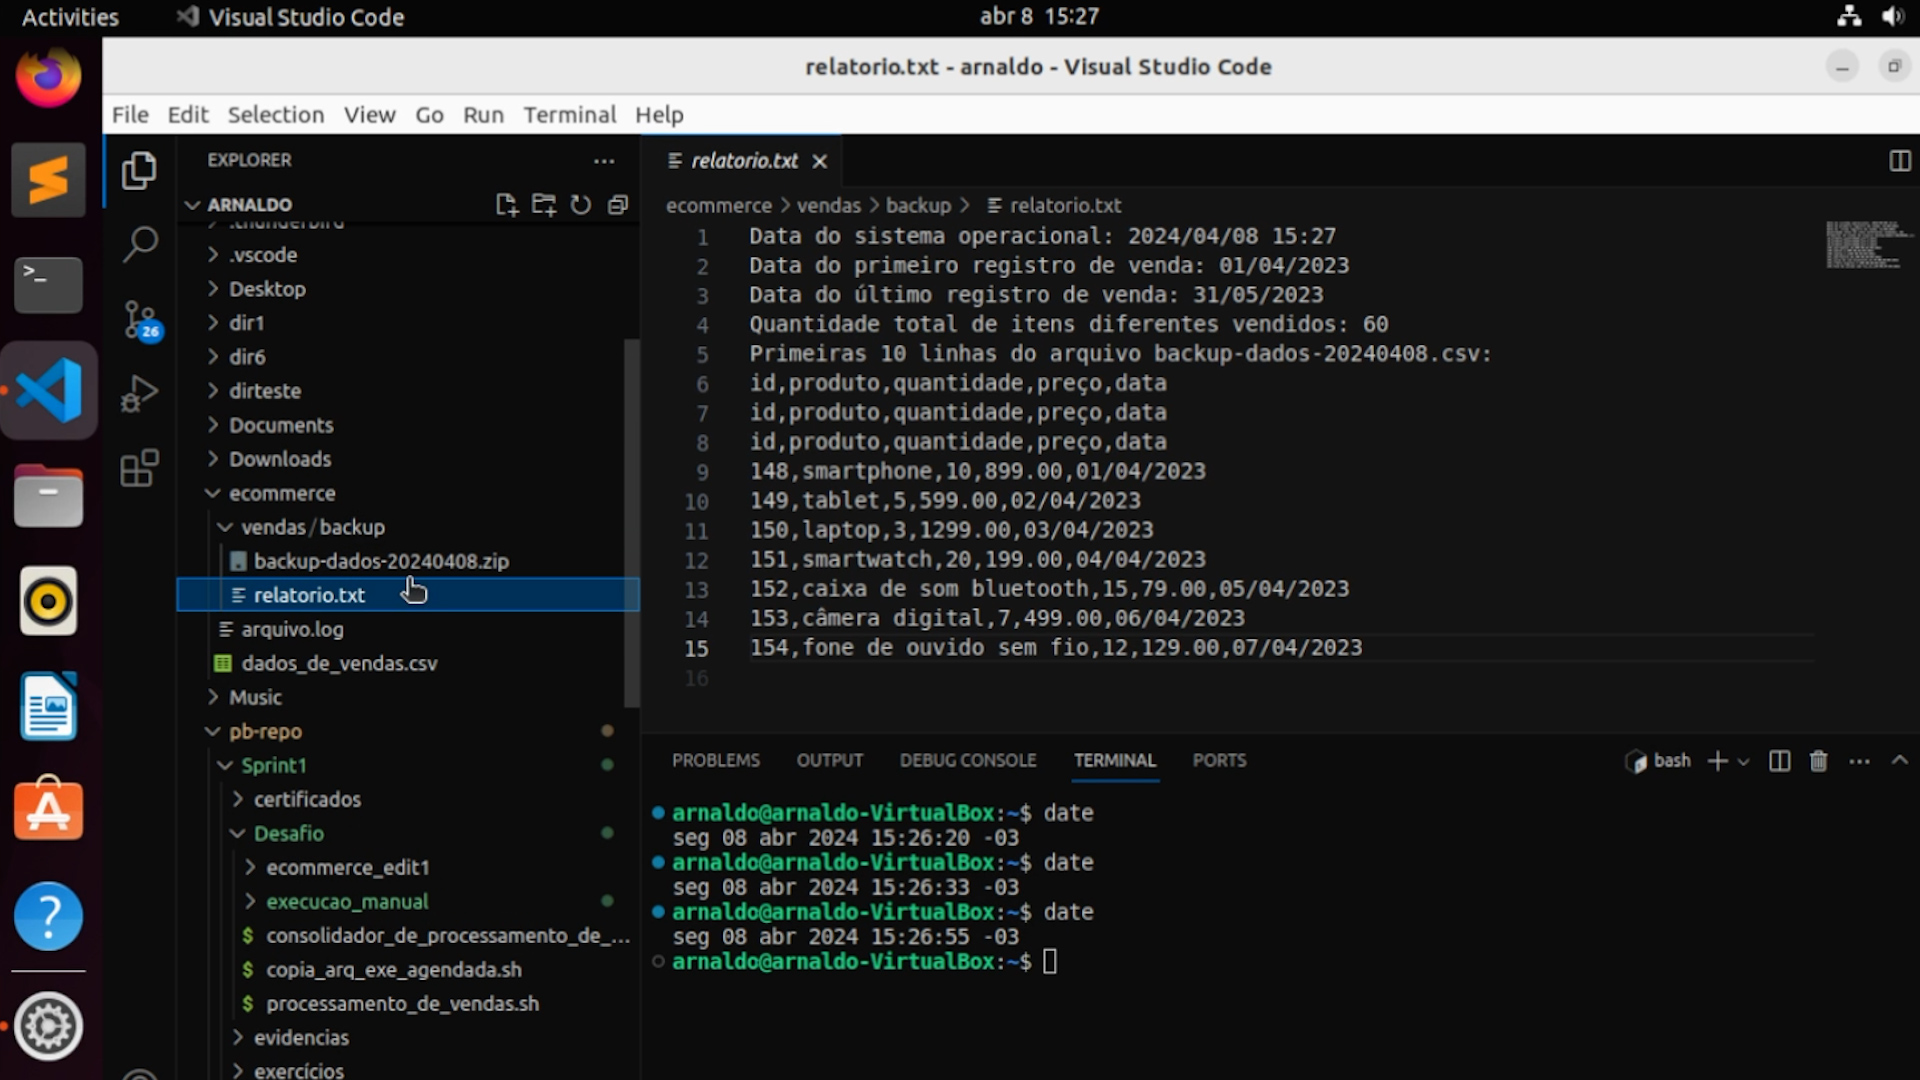 Activities
Visual Studio Code
abr 8 15:27
relatorio.txt - arnaldo - Visual Studio Code
File Edit Selection View Go Run Terminal Help
EXPLORER
ARNALDO
.thunderbird
.vscode
Desktop
dir1
dir6
dirteste
Documents
Downloads
ecommerce
vendas/backup
backup-dados-20240408.zip
relatorio.txt
arquivo.log
dados_de_vendas.csv
Music
pb-repo
Sprint1
certificados
Desafio
ecommerce_edit1
execucao_manual
$ consolidador_de_processamento_de_...
$ copia_arq_exe_agendada.sh
$ processamento_de_vendas.sh
evidencias
exercícios
26
>_
relatorio.txt
ecommerce > vendas > backup > relatorio.txt
1 Data do sistema operacional: 2024/04/08 15:27
2 Data do primeiro registro de venda: 01/04/2023
3 Data do último registro de venda: 31/05/2023
4 Quantidade total de itens diferentes vendidos: 60
5 Primeiras 10 linhas do arquivo backup-dados-20240408.csv:
6 id,produto,quantidade,preço,data
7 id,produto,quantidade,preço,data
8 id,produto,quantidade,preço,data
9 148,smartphone,10,899.00,01/04/2023
10 149,tablet,5,599.00,02/04/2023
11 150,laptop,3,1299.00,03/04/2023
12 151,smartwatch,20,199.00,04/04/2023
13 152,caixa de som bluetooth,15,79.00,05/04/2023
14 153,câmera digital,7,499.00,06/04/2023
15 154,fone de ouvido sem fio,12,129.00,07/04/2023
16
PROBLEMS OUTPUT DEBUG CONSOLE TERMINAL PORTS
bash
arnaldo@arnaldo-VirtualBox:~$ date
seg 08 abr 2024 15:26:20 -03
arnaldo@arnaldo-VirtualBox:~$ date
seg 08 abr 2024 15:26:33 -03
arnaldo@arnaldo-VirtualBox:~$ date
seg 08 abr 2024 15:26:55 -03
arnaldo@arnaldo-VirtualBox:~$